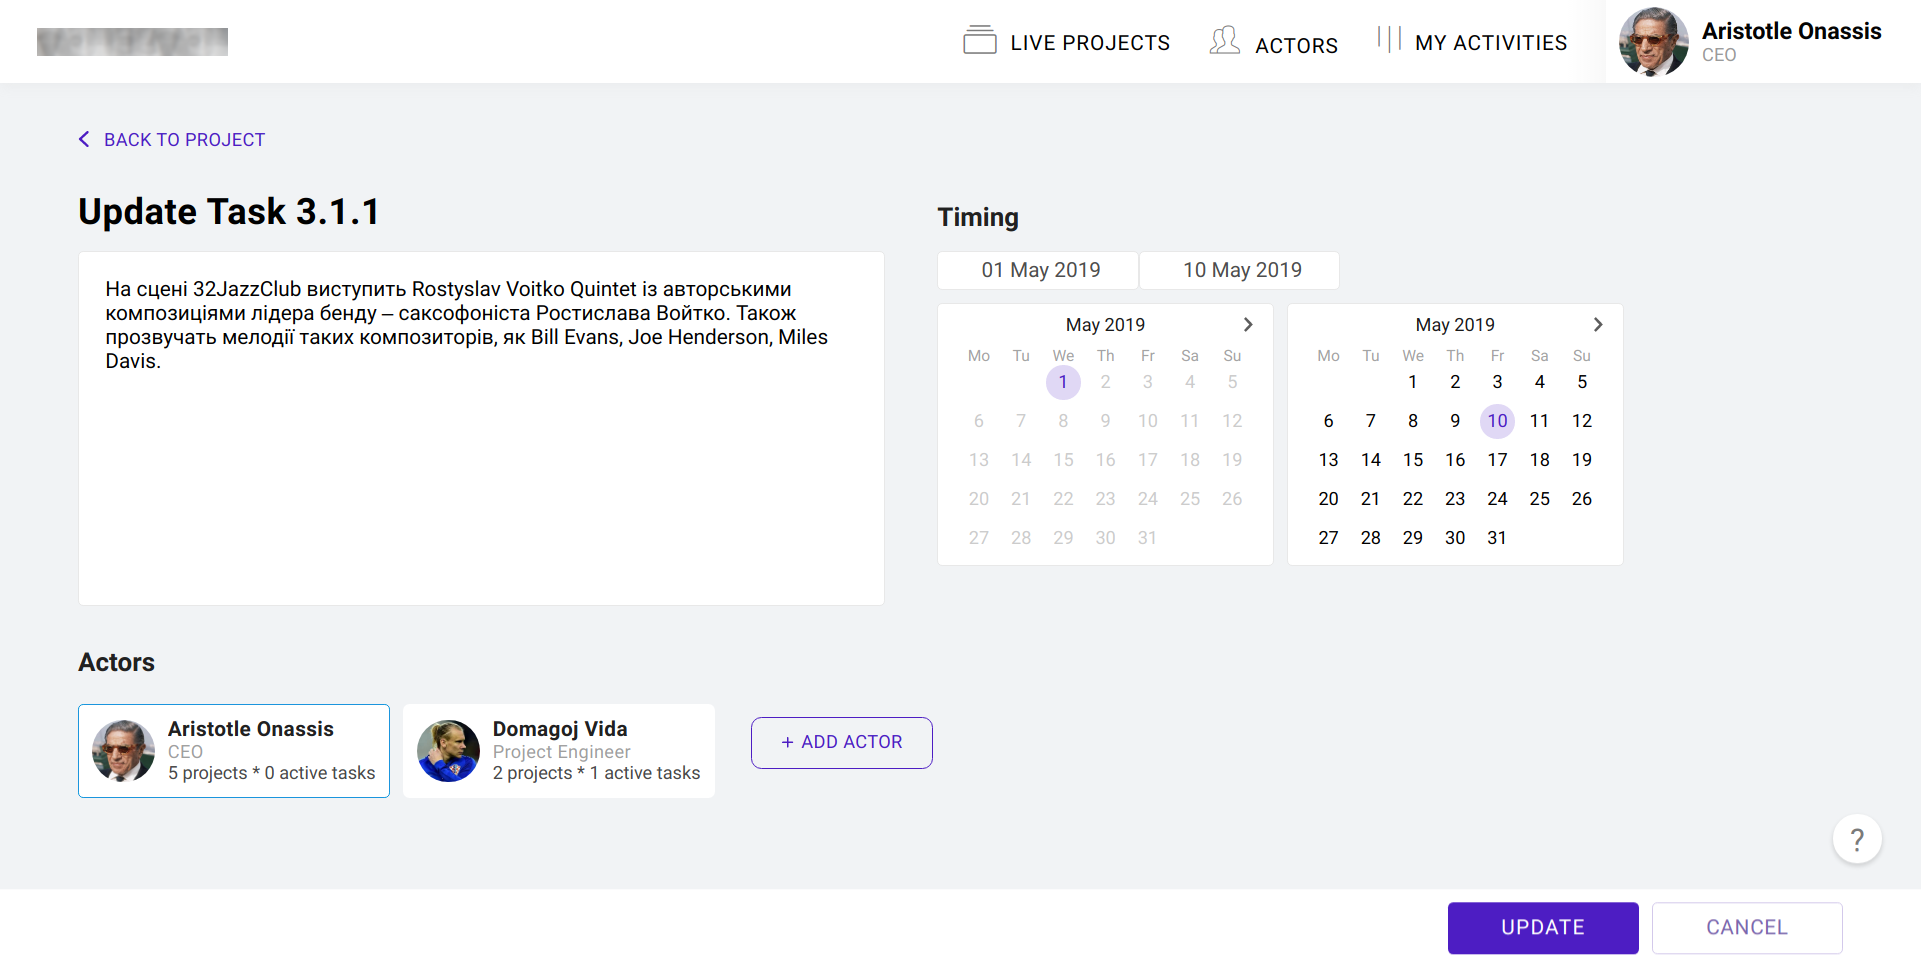 LIVE PROJECTS
ACTORS
MY ACTIVITIES
Aristotle Onassis
CEO
BACK TO PROJECT
Update Task 3.1.1
На сцені 32JazzClub виступить Rostyslav Voitko Quintet із авторськими
композиціями лідера бенду – саксофоніста Ростислава Войтко. Також
прозвучать мелодії таких композиторів, як Bill Evans, Joe Henderson, Miles
Davis.
Timing
01 May 2019 10 May 2019
May 2019
Mo Tu We Th Fr Sa Su
1 2 3 4 5
6 7 8 9 10 11 12
13 14 15 16 17 18 19
20 21 22 23 24 25 26
27 28 29 30 31
May 2019
Mo Tu We Th Fr Sa Su
1 2 3 4 5
6 7 8 9 10 11 12
13 14 15 16 17 18 19
20 21 22 23 24 25 26
27 28 29 30 31
Actors
Aristotle Onassis
CEO
5 projects * 0 active tasks
Domagoj Vida
Project Engineer
2 projects * 1 active tasks
+ ADD ACTOR
?
UPDATE
CANCEL